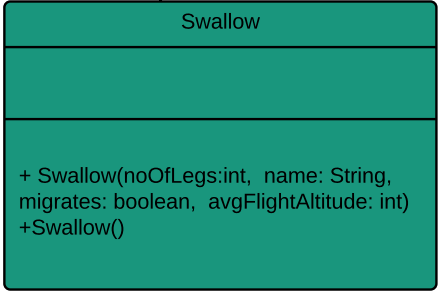 Swallow
+ Swallow(noOfLegs:int, name: String,
migrates: boolean, avgFlightAltitude: int)
+Swallow()